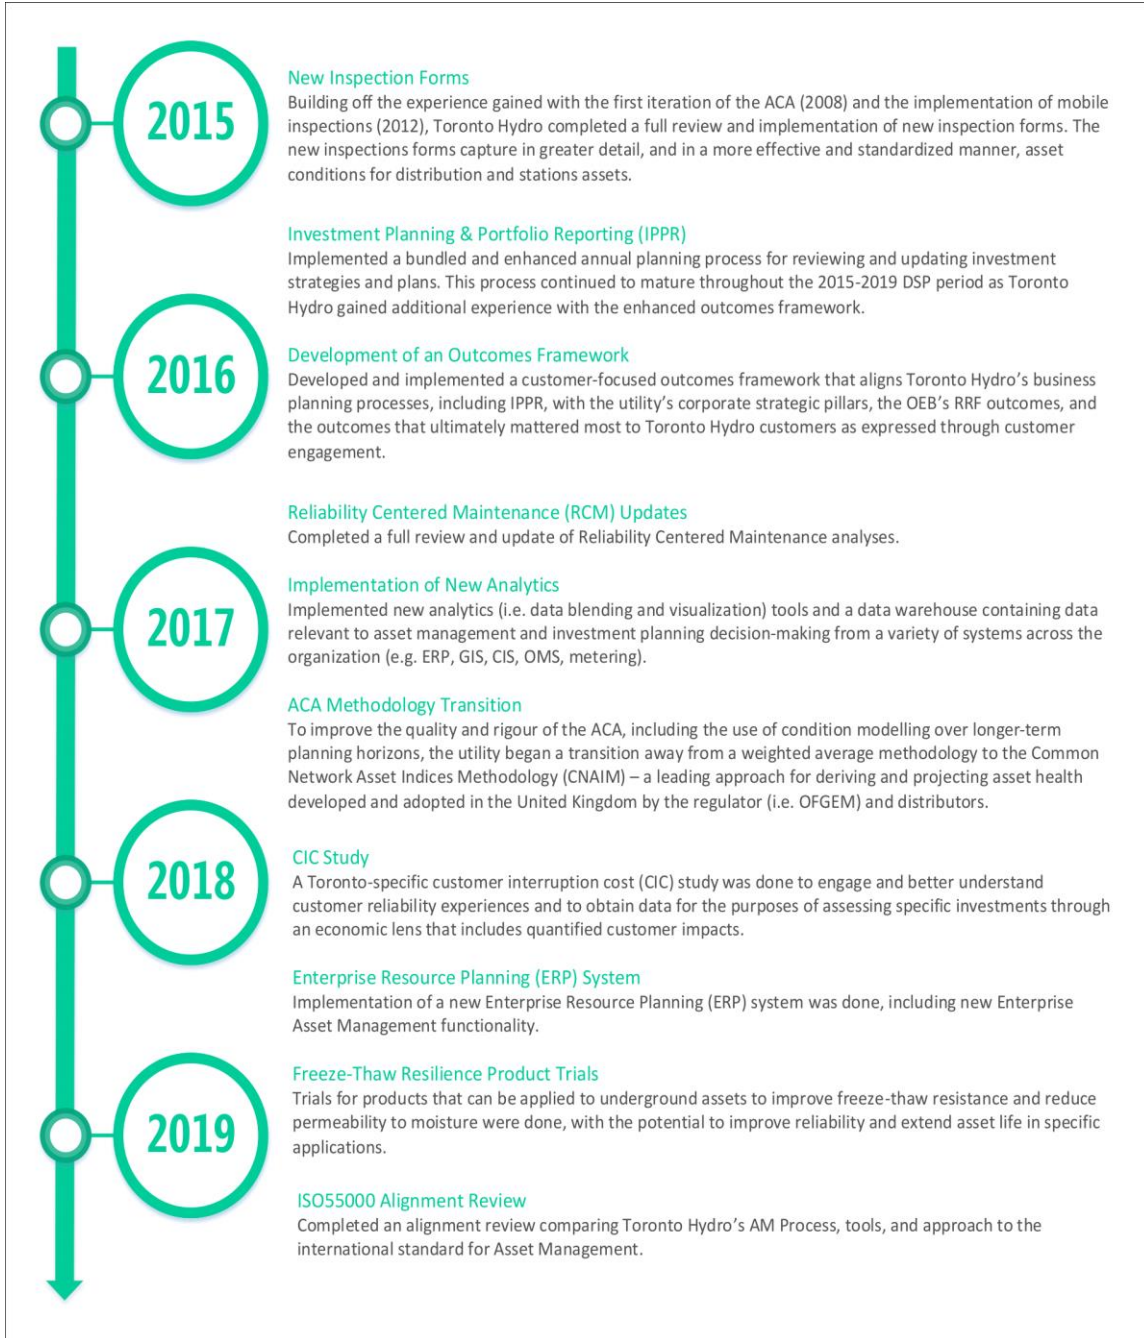 2015
New Inspection Forms
Building off the experience gained with the first iteration of the ACA (2008) and the implementation of mobile
inspections (2012), Toronto Hydro completed a full review and implementation of new inspection forms. The
new inspections forms capture in greater detail, and in a more effective and standardized manner, asset
conditions for distribution and stations assets.
Investment Planning & Portfolio Reporting (IPPR)
Implemented a bundled and enhanced annual planning process for reviewing and updating investment
strategies and plans. This process continued to mature throughout the 2015-2019 DSP period as Toronto
Hydro gained additional experience with the enhanced outcomes framework.
2016
Development of an Outcomes Framework
Developed and implemented a customer-focused outcomes framework that aligns Toronto Hydro's business
planning processes, including IPPR, with the utility's corporate strategic pillars, the OEB's RRF outcomes, and
the outcomes that ultimately mattered most to Toronto Hydro customers as expressed through customer
engagement.
Reliability Centered Maintenance (RCM) Updates
Completed a full review and update of Reliability Centered Maintenance analyses.
2017
Implementation of New Analytics
Implemented new analytics (i.e. data blending and visualization) tools and a data warehouse containing data
relevant to asset management and investment planning decision-making from a variety of systems across the
organization (e.g. ERP, GIS, CIS, OMS, metering).
ACA Methodology Transition
To improve the quality and rigour of the ACA, including the use of condition modelling over longer-term
planning horizons, the utility began a transition away from a weighted average methodology to the Common
Network Asset Indices Methodology (CNAIM) – a leading approach for deriving and projecting asset health
developed and adopted in the United Kingdom by the regulator (i.e. OFGEM) and distributors.
2018
CIC Study
A Toronto-specific customer interruption cost (CIC) study was done to engage and better understand
customer reliability experiences and to obtain data for the purposes of assessing specific investments through
an economic lens that includes quantified customer impacts.
Enterprise Resource Planning (ERP) System
Implementation of a new Enterprise Resource Planning (ERP) system was done, including new Enterprise
Asset Management functionality.
2019
Freeze-Thaw Resilience Product Trials
Trials for products that can be applied to underground assets to improve freeze-thaw resistance and reduce
permeability to moisture were done, with the potential to improve reliability and extend asset life in specific
applications.
ISO55000 Alignment Review
Completed an alignment review comparing Toronto Hydro's AM Process, tools, and approach to the
international standard for Asset Management.